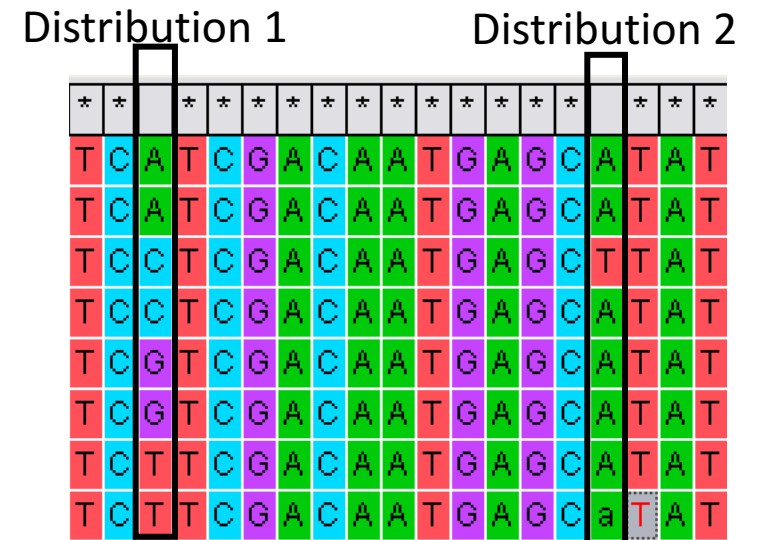 Distribution 1 Distribution 2
* * * * * * * * * * * * * * * * *
T C A T C G A C A A T G A G C A T A T
T C A T C G A C A A T G A G C A T A T
T C C T C G A C A A T G A G C T T A T
T C C T C G A C A A T G A G C A T A T
T C G T C G A C A A T G A G C A T A T
T C G T C G A C A A T G A G C A T A T
T C T T C G A C A A T G A G C A T A T
T C T T C G A C A A T G A G C a T A T